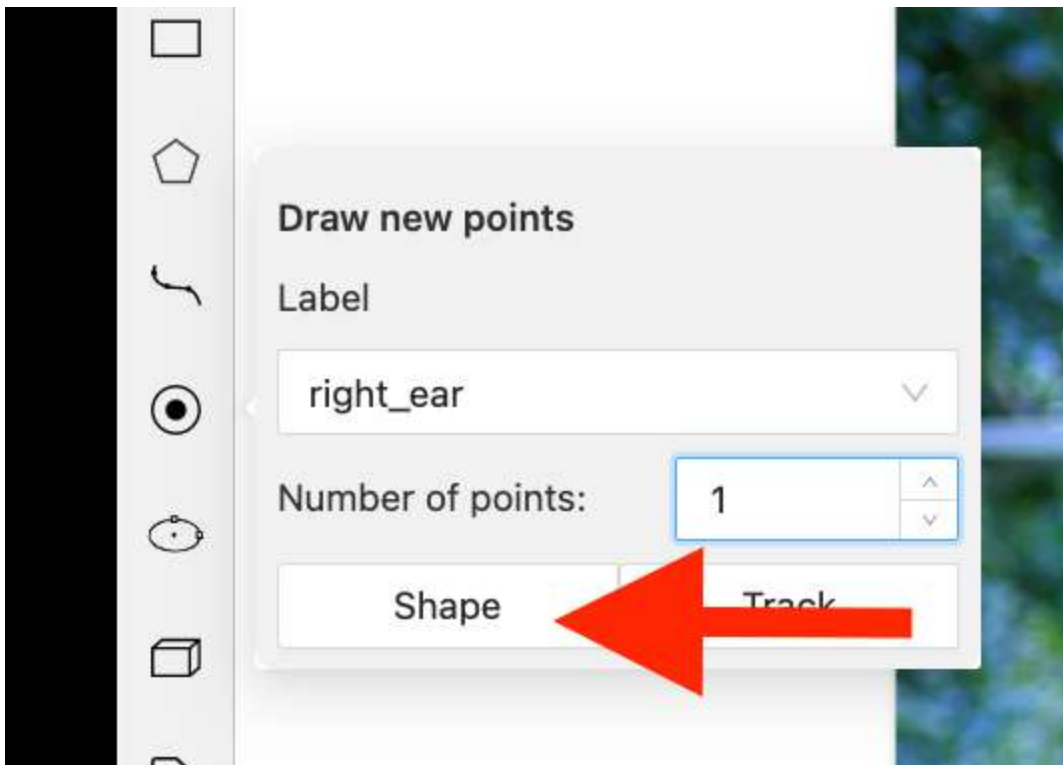 Draw new points
Label
right_ear
Number of points: 1
Shape Track